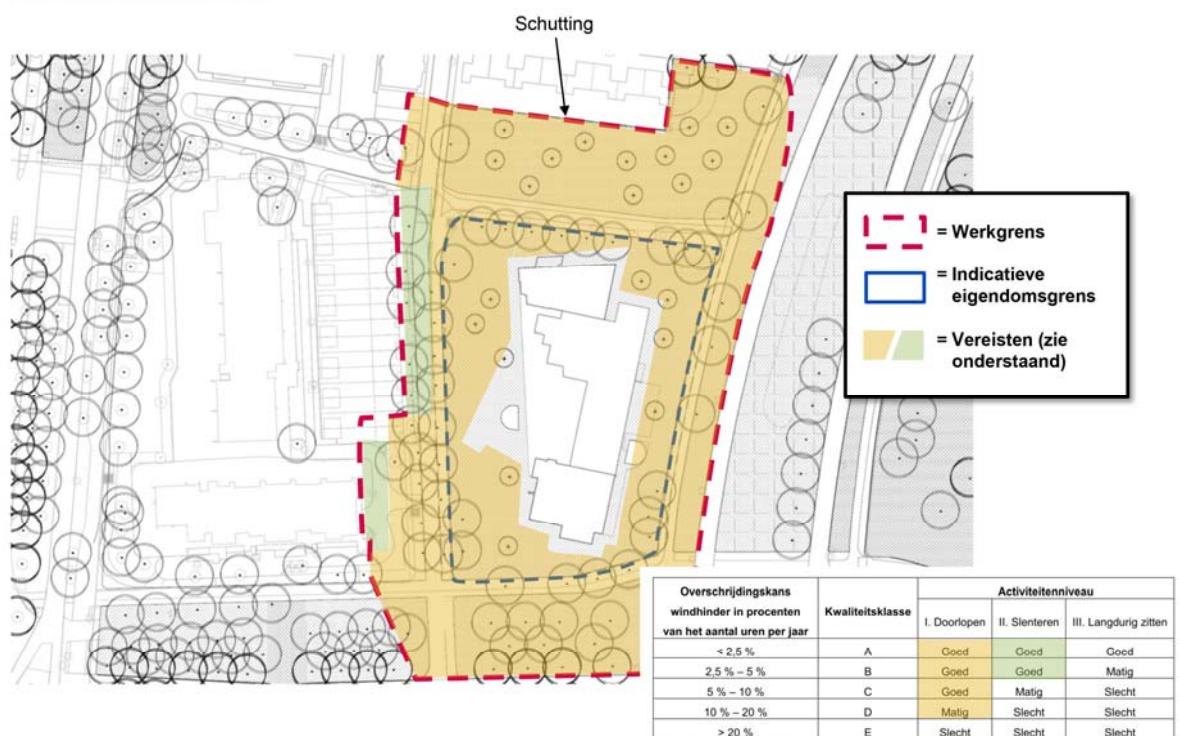 Schutting
= Werkgrens
= Indicatieve
eigendomsgrens
= Vereisten (zie
onderstaand)
Overschrijdingskans
windhinder in procenten
van het aantal uren per jaar
Kwaliteitsklasse
Activiteitenniveau
I. Doorlopen II. Slenteren III. Langdurig zitten
< 2,5 % A Goed Goed Goed
2,5 % – 5 % B Goed Goed Matig
5 % – 10 % C Goed Matig Slecht
10 % – 20 % D Matig Slecht Slecht
> 20 % E Slecht Slecht Slecht